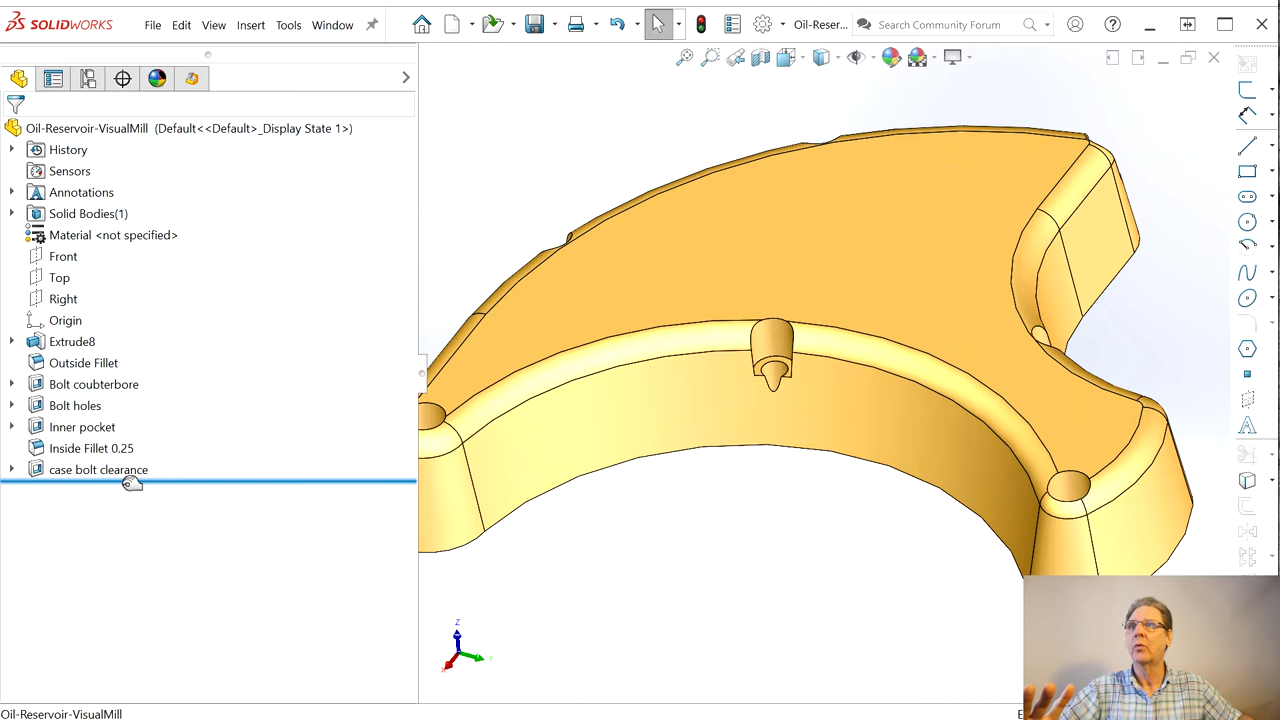 SOLIDWORKS File Edit View Insert Tools Window Oil-Reser... Search Community Forum
Oil-Reservoir-VisualMill (Default<<Default>_Display State 1>)
History
Sensors
Annotations
Solid Bodies(1)
Material <not specified>
Front
Top
Right
Origin
Extrude8
Outside Fillet
Bolt coubterbore
Bolt holes
Inner pocket
Inside Fillet 0.25
case bolt clearance
Z
Y
X
Oil-Reservoir-VisualMill